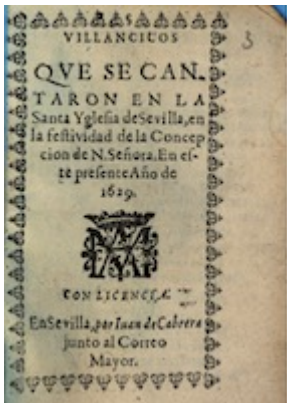 VILLANCICOS
QVE SE CAN-
TARON EN LA
Santa Yglesia de Sevilla, en
la festividad de la Concep
cion de N. Señora. En es-
te presente Año de
1629.
CON LICENCIA
En Sevilla, por Iuan de Cabrera
junto al Correo
Mayor.
3